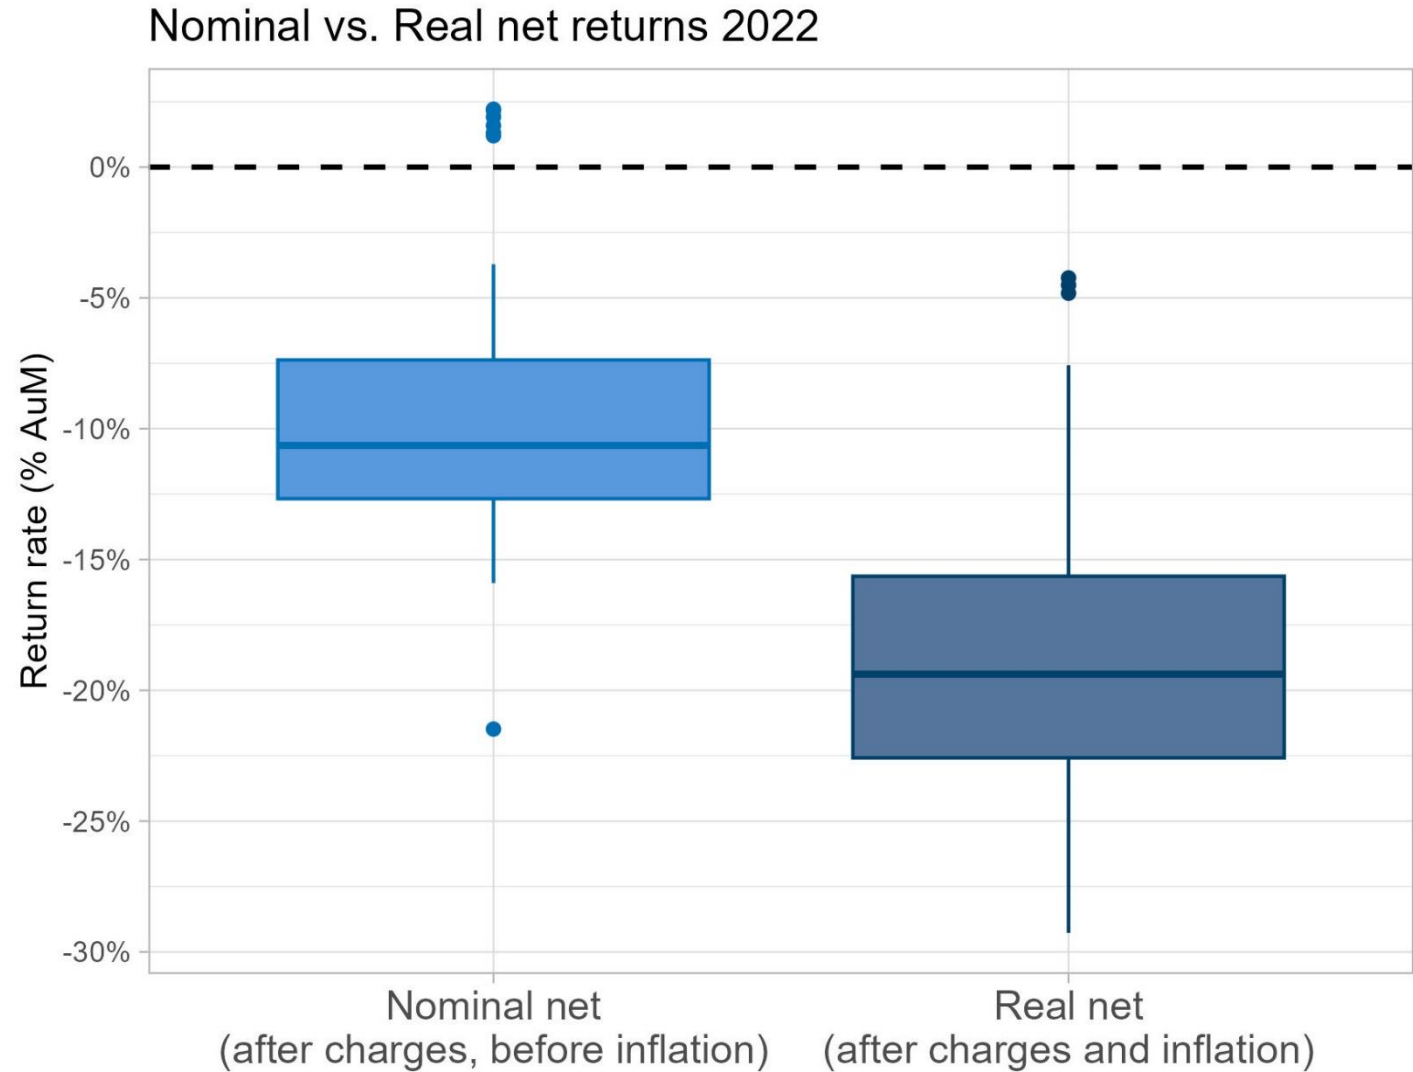 Nominal vs. Real net returns 2022
Return rate (% AuM)
0%
-5%
-10%
-15%
-20%
-25%
-30%
Nominal net
(after charges, before inflation)
Real net
(after charges and inflation)